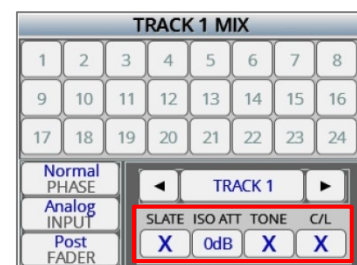 TRACK 1 MIX
1 2 3 4 5 6 7 8
9 10 11 12 13 14 15 16
17 18 19 20 21 22 23 24
Normal
PHASE
◄ TRACK 1 ►
Analog
INPUT
SLATE ISO ATT TONE C/L
Post
FADER
X 0dB X X